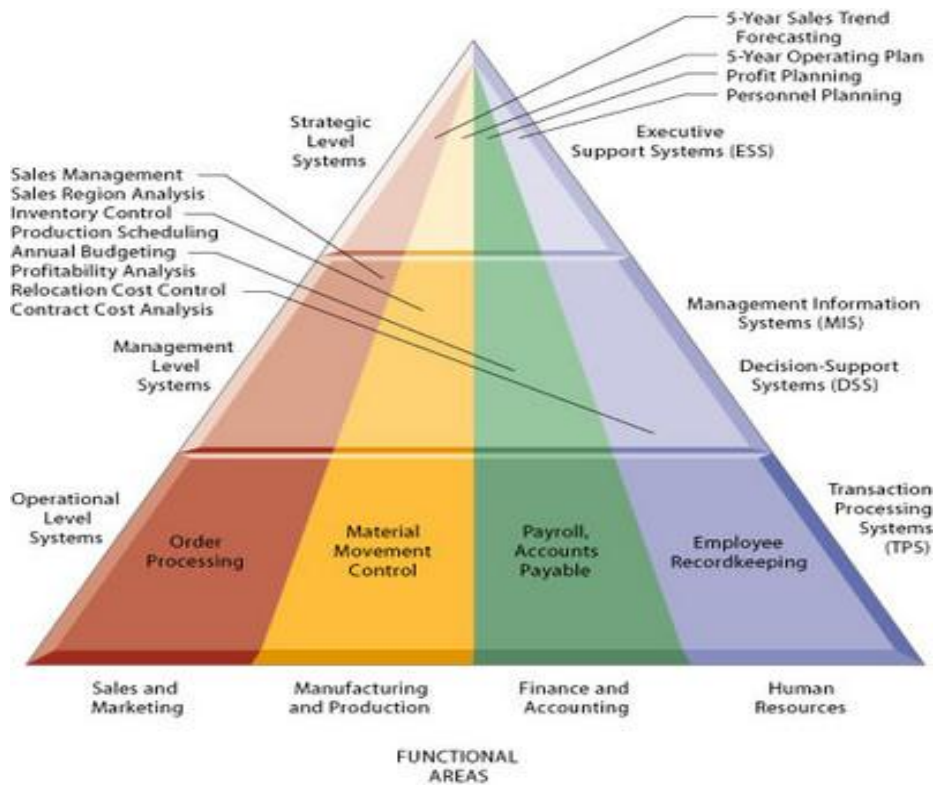 5-Year Sales Trend
Forecasting
5-Year Operating Plan
Profit Planning
Personnel Planning
Strategic
Level
Systems
Executive
Support Systems (ESS)
Sales Management
Sales Region Analysis
Inventory Control
Production Scheduling
Annual Budgeting
Profitability Analysis
Relocation Cost Control
Contract Cost Analysis
Management
Level
Systems
Management Information
Systems (MIS)
Decision-Support
Systems (DSS)
Operational
Level
Systems
Order
Processing
Material
Movement
Control
Payroll,
Accounts
Payable
Employee
Recordkeeping
Transaction
Processing
Systems
(TPS)
Sales and
Marketing
Manufacturing
and Production
Finance and
Accounting
Human
Resources
FUNCTIONAL
AREAS